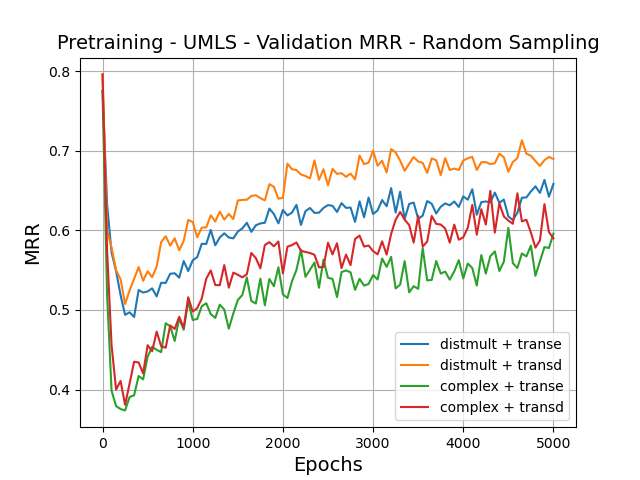 Pretraining - UMLS - Validation MRR - Random Sampling
MRR
0.8
0.7
0.6
0.5
0.4
0
1000
2000
3000
4000
5000
Epochs
distmult + transe
distmult + transd
complex + transe
complex + transd